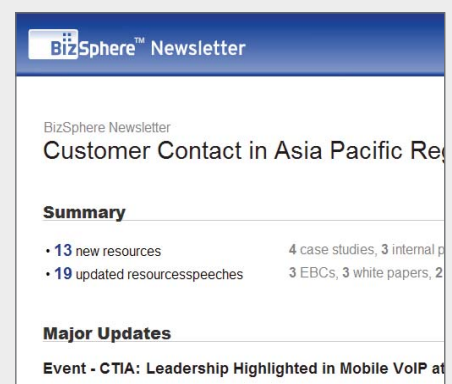 BizSphere™ Newsletter
BizSphere Newsletter
Customer Contact in Asia Pacific
Summary
• 13 new resources 4 case studies, 3 internal
• 19 updated resourcesspeeches 3 EBCs, 3 white papers, 2
Major Updates
Event - CTIA: Leadership Highlighted in Mobile VoIP at